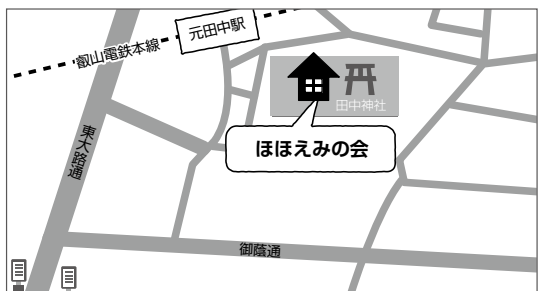 元田中駅
叡山電鉄本線
田中神社
ほほえみの会
東大路通
御蔭通